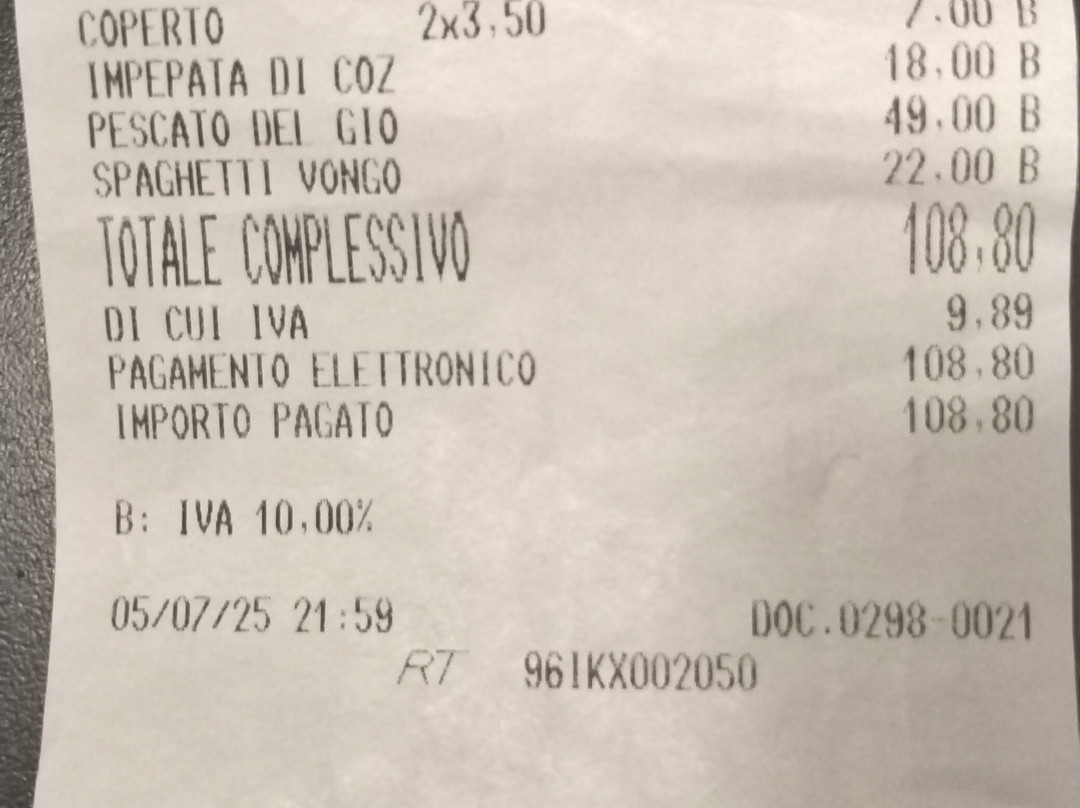 COPERTO 2x3,50 7,00 B
IMPEPATA DI COZ 18,00 B
PESCATO DEL GIO 49,00 B
SPAGHETTI VONGO 22,00 B
TOTALE COMPLESSIVO 108,80
DI CUI IVA 9,89
PAGAMENTO ELETTRONICO 108,80
IMPORTO PAGATO 108,80
B: IVA 10,00%
05/07/25 21:59 DOC.0298-0021
RT 96IKX002050